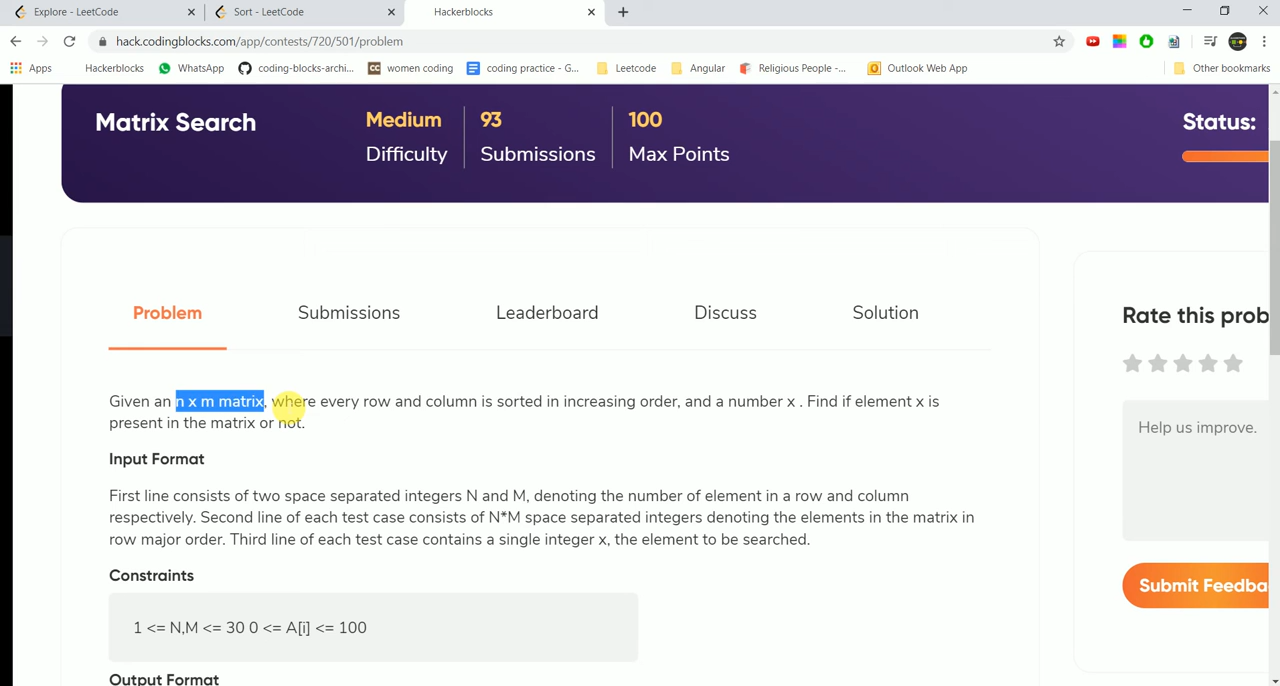 Explore - LeetCode
Sort - LeetCode
Hackerblocks
hack.codingblocks.com/app/contests/720/501/problem
Apps Hackerblocks WhatsApp coding-blocks-archi... women coding coding practice - G... Leetcode Angular Religious People -... Outlook Web App Other bookmarks
Matrix Search
Medium 93 100
Difficulty Submissions Max Points
Status:
Problem Submissions Leaderboard Discuss Solution
Given an n x m matrix, where every row and column is sorted in increasing order, and a number x . Find if element x is
present in the matrix or not.
Input Format
First line consists of two space separated integers N and M, denoting the number of element in a row and column
respectively. Second line of each test case consists of N*M space separated integers denoting the elements in the matrix in
row major order. Third line of each test case contains a single integer x, the element to be searched.
Constraints
1 <= N,M <= 30 0 <= A[i] <= 100
Output Format
Rate this prob
Help us improve.
Submit Feedba